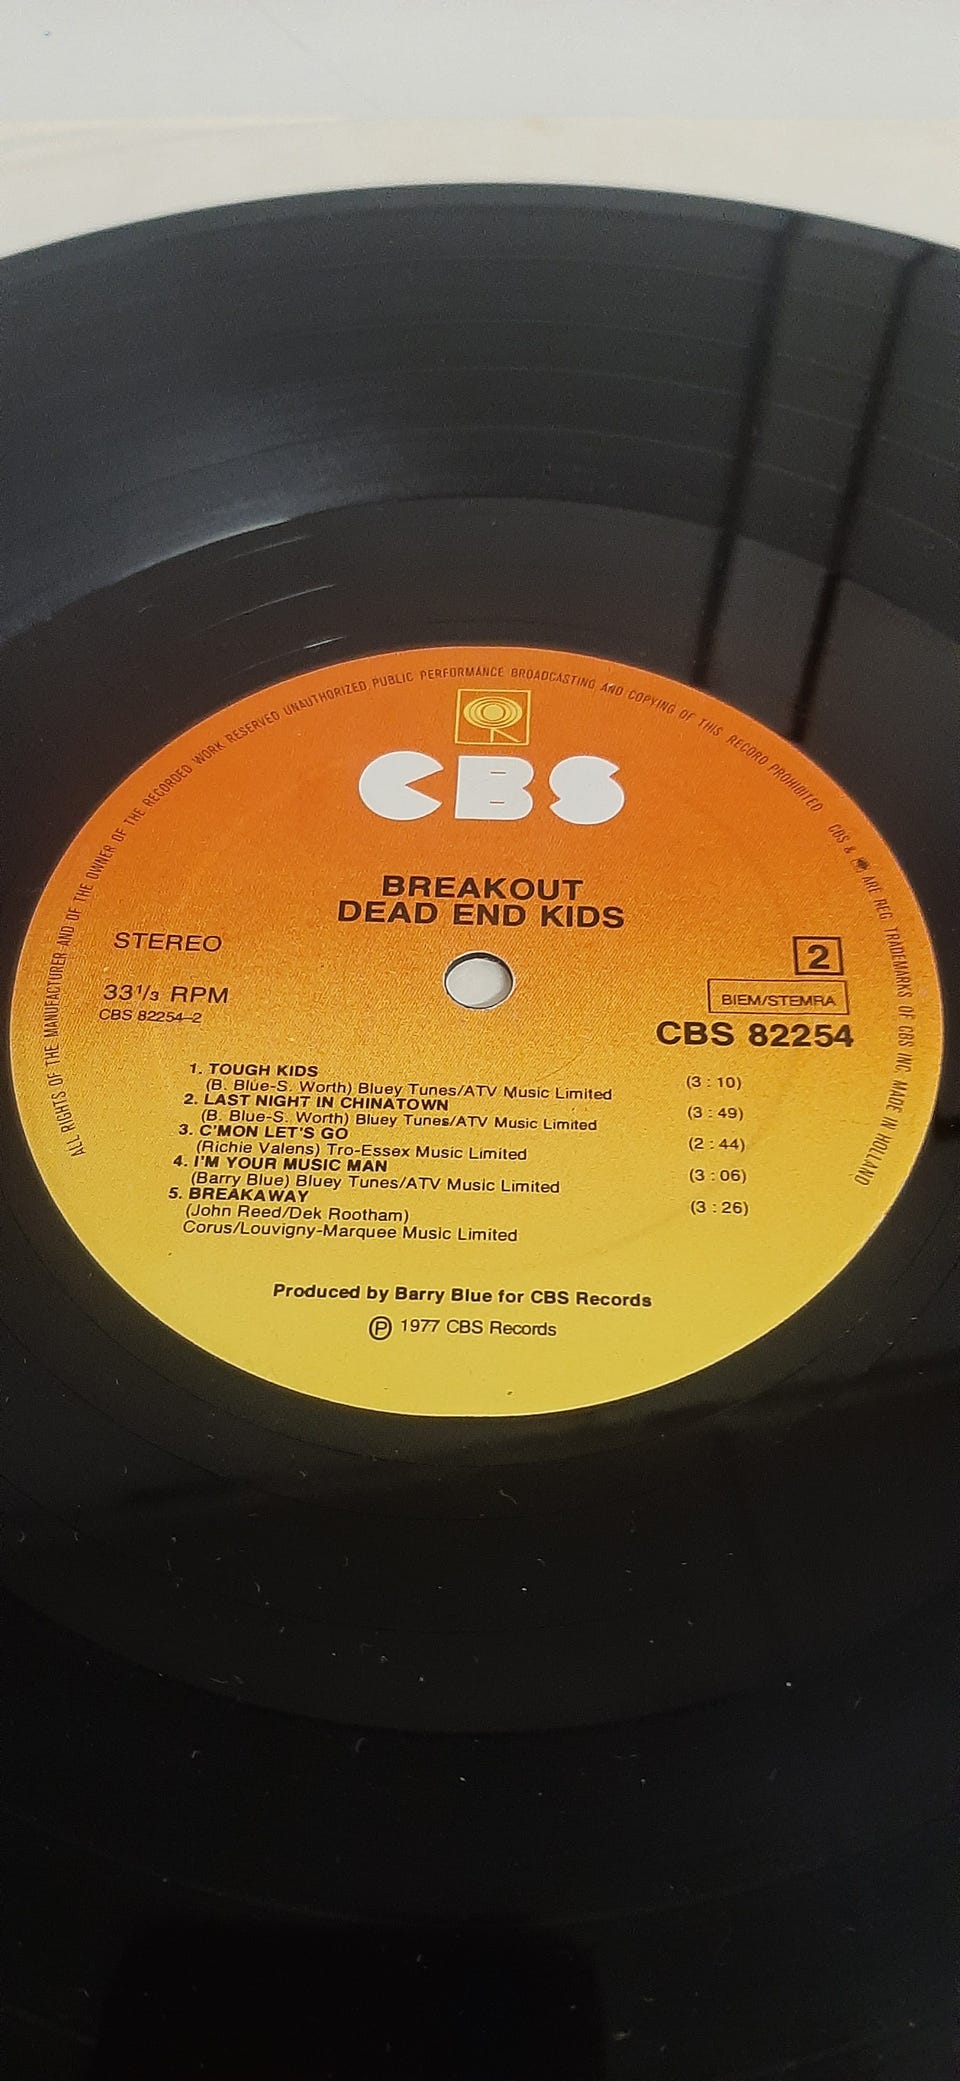 ALL RIGHTS OF THE MANUFACTURER AND OF THE OWNER OF THE RECORDED WORK RESERVED UNAUTHORIZED PUBLIC PERFORMANCE BROADCASTING AND COPYING OF THIS RECORD PROHIBITED CBS & ARE REG TRADEMARKS OF CBS INC. MADE IN HOLLAND
CBS
BREAKOUT
DEAD END KIDS
STEREO
2
33 1/3 RPM
BIEM/STEMRA
CBS 82254-2
CBS 82254
1. TOUGH KIDS (3 : 10)
(B. Blue-S. Worth) Bluey Tunes/ATV Music Limited
2. LAST NIGHT IN CHINATOWN (3 : 49)
(B. Blue-S. Worth) Bluey Tunes/ATV Music Limited
3. C'MON LET'S GO (2 : 44)
(Richie Valens) Tro-Essex Music Limited
4. I'M YOUR MUSIC MAN (3 : 06)
(Barry Blue) Bluey Tunes/ATV Music Limited
5. BREAKAWAY (3 : 26)
(John Reed/Dek Rootham)
Corus/Louvigny-Marquee Music Limited
Produced by Barry Blue for CBS Records
℗ 1977 CBS Records